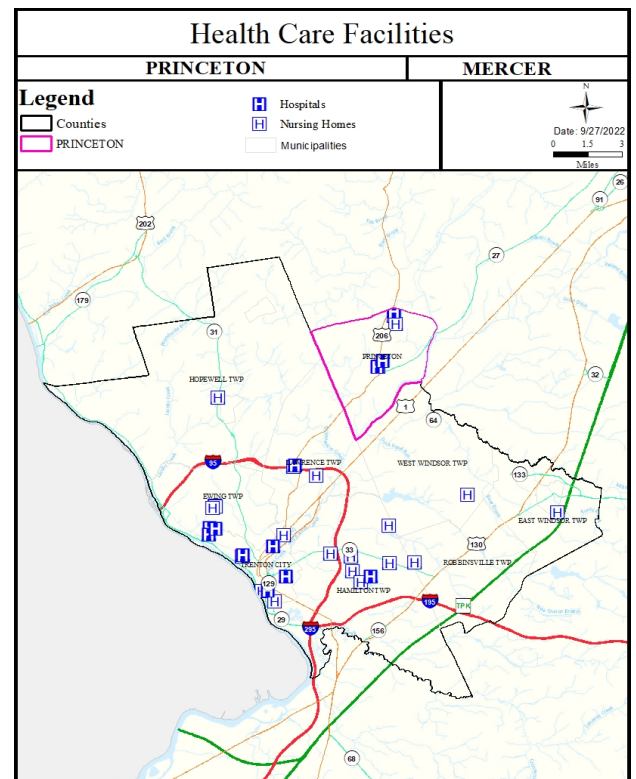 Health Care Facilities
PRINCETON MERCER
Legend
Counties
PRINCETON
H Hospitals
H Nursing Homes
Municipalities
N
Date: 9/27/2022
0 1.5 3
Miles
26
91
202
27
179
31
206
PRINCETON
HOPEWELL TWP
32
1
64
95
LAWRENCE TWP
WEST WINDSOR TWP
133
EWING TWP
EAST WINDSOR TWP
130
33
TRENTON CITY
ROBBINSVILLE TWP
129
HAMILTON TWP
195
TPK
29
295
156
68